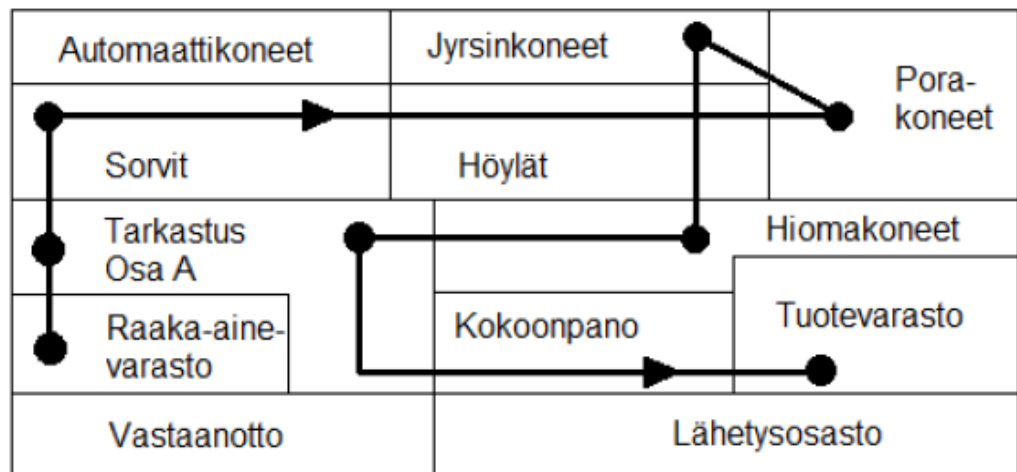 Automaattikoneet
Jyrsinkoneet
Pora-
koneet
Sorvit
Höylät
Tarkastus
Osa A
Hiomakoneet
Raaka-aine-
varasto
Kokoonpano
Tuotevarasto
Vastaanotto
Lähetysosasto